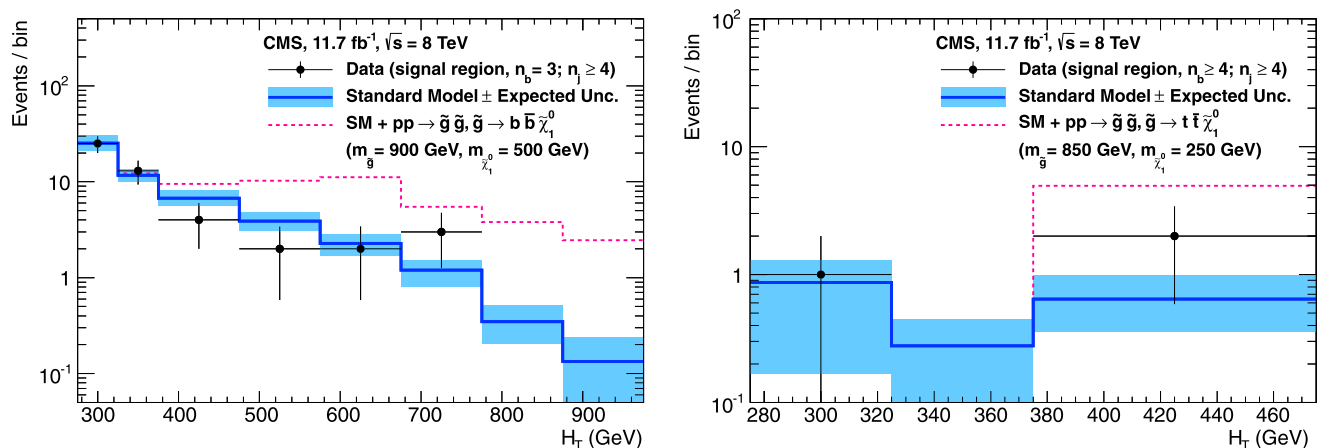 Events / bin
10²
10
1
10⁻¹
CMS, 11.7 fb⁻¹, √s = 8 TeV
Data (signal region, n_b = 3; n_j ≥ 4)
Standard Model ± Expected Unc.
SM + pp → g̃ g̃, g̃ → b b̄ χ̃₁⁰
(m_g̃ = 900 GeV, m_χ̃₁⁰ = 500 GeV)
300 400 500 600 700 800 900
H_T (GeV)
Events / bin
10²
10
1
10⁻¹
CMS, 11.7 fb⁻¹, √s = 8 TeV
Data (signal region, n_b ≥ 4; n_j ≥ 4)
Standard Model ± Expected Unc.
SM + pp → g̃ g̃, g̃ → t t̄ χ̃₁⁰
(m_g̃ = 850 GeV, m_χ̃₁⁰ = 250 GeV)
280 300 320 340 360 380 400 420 440 460
H_T (GeV)